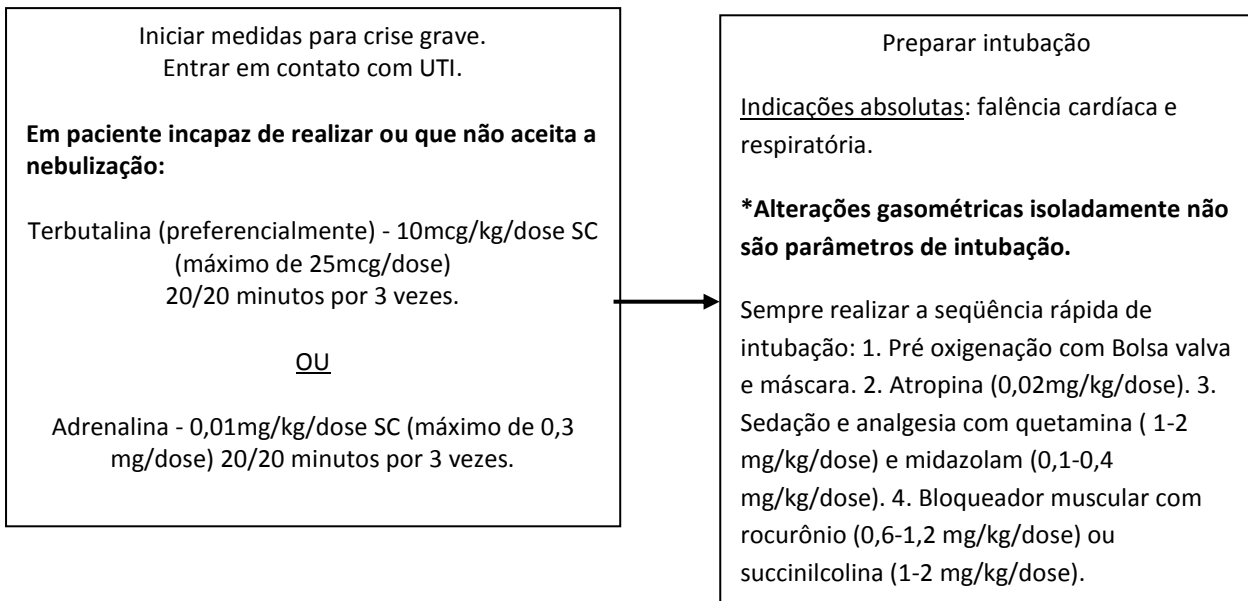 Iniciar medidas para crise grave.
Entrar em contato com UTI.
Em paciente incapaz de realizar ou que não aceita a
nebulização:
Terbutalina (preferencialmente) - 10mcg/kg/dose SC
(máximo de 25mcg/dose)
20/20 minutos por 3 vezes.
OU
Adrenalina - 0,01mg/kg/dose SC (máximo de 0,3
mg/dose) 20/20 minutos por 3 vezes.
Preparar intubação
Indicações absolutas: falência cardíaca e
respiratória.
*Alterações gasométricas isoladamente não
são parâmetros de intubação.
Sempre realizar a seqüência rápida de
intubação: 1. Pré oxigenação com Bolsa valva
e máscara. 2. Atropina (0,02mg/kg/dose). 3.
Sedação e analgesia com quetamina ( 1-2
mg/kg/dose) e midazolam (0,1-0,4
mg/kg/dose). 4. Bloqueador muscular com
rocurônio (0,6-1,2 mg/kg/dose) ou
succinilcolina (1-2 mg/kg/dose).